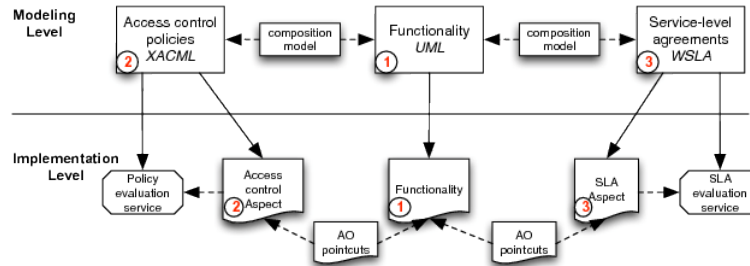 Modeling
Level
Access control
policies
XACML
2
composition
model
Functionality
UML
1
composition
model
Service-level
agreements
WSLA
3
Implementation
Level
Policy
evaluation
service
Access
control
Aspect
2
Functionality
1
SLA
Aspect
3
SLA
evaluation
service
AO
pointcuts
AO
pointcuts